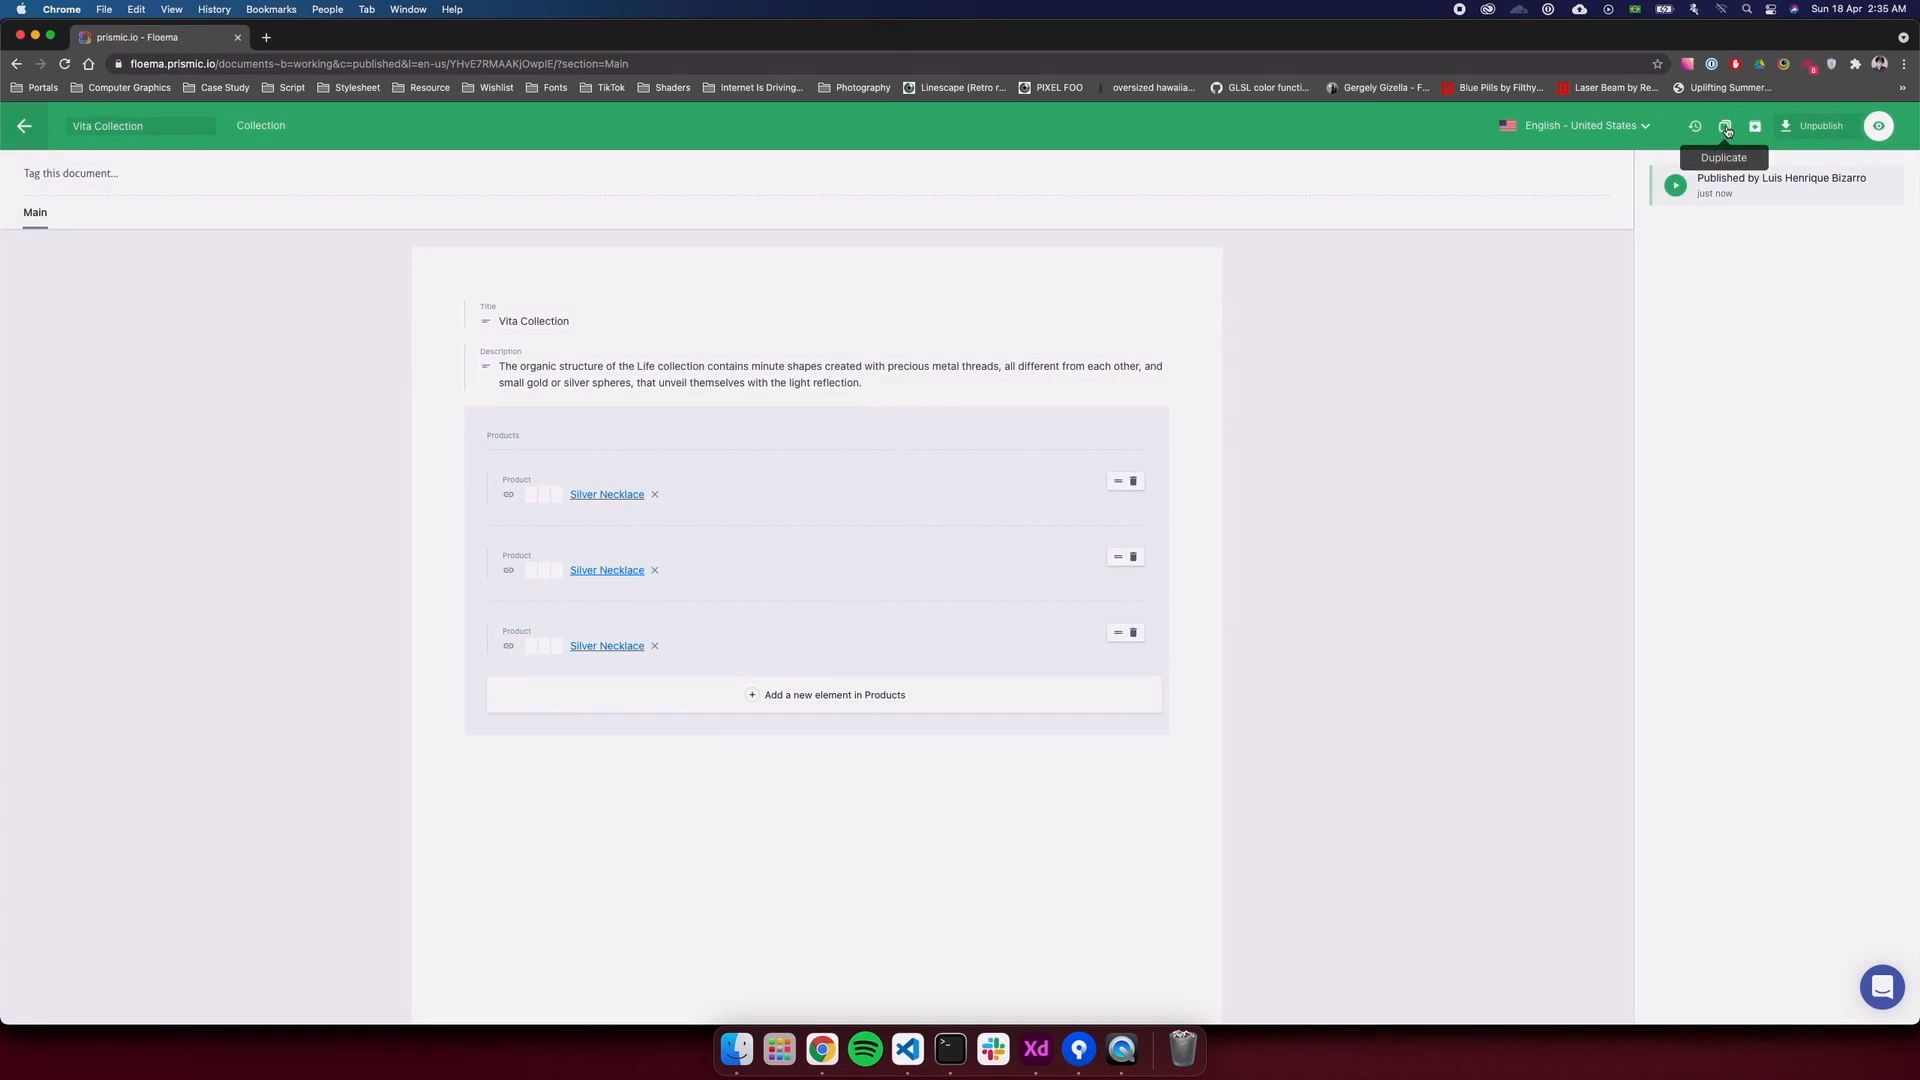 Chrome File Edit View History Bookmarks People Tab Window Help
Sun 18 Apr 2:35 AM
prismic.io - Floema
floema.prismic.io/documents~b=working&c=published&l=en-us/YHvE7RMAAKjOwplE/?section=Main
8
Portals Computer Graphics Case Study Script Stylesheet Resource Wishlist Fonts TikTok Shaders Internet Is Driving... Photography Linescape (Retro r... PIXEL FOO oversized hawaiia... GLSL color functi... Gergely Gizella - F... Blue Pills by Filthy... Laser Beam by Re... Uplifting Summer... »
Vita Collection Collection English - United States Unpublish
Duplicate
Tag this document...
Published by Luis Henrique Bizarro
just now
Main
Title
Vita Collection
Description
The organic structure of the Life collection contains minute shapes created with precious metal threads, all different from each other, and
small gold or silver spheres, that unveil themselves with the light reflection.
Products
Product
Silver Necklace
Product
Silver Necklace
Product
Silver Necklace
Add a new element in Products
Xd